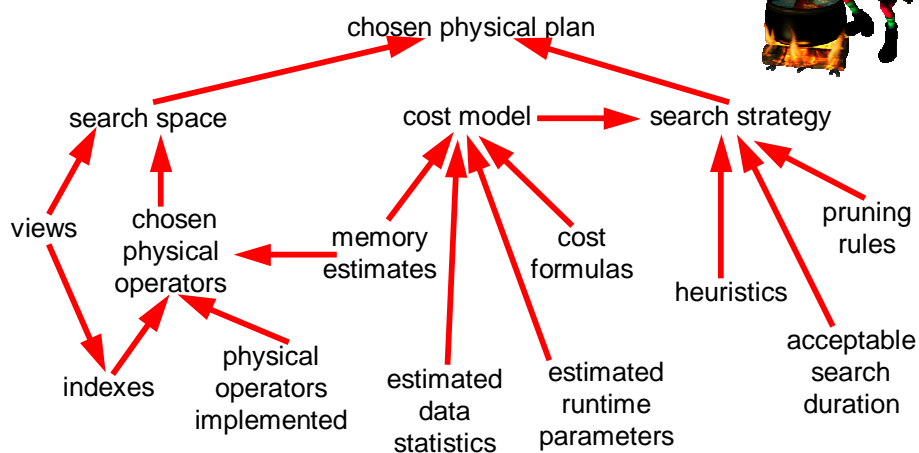 chosen physical plan
search space
cost model
search strategy
views
chosen
physical
operators
memory
estimates
cost
formulas
pruning
rules
heuristics
indexes
physical
operators
implemented
estimated
data
statistics
estimated
runtime
parameters
acceptable
search
duration